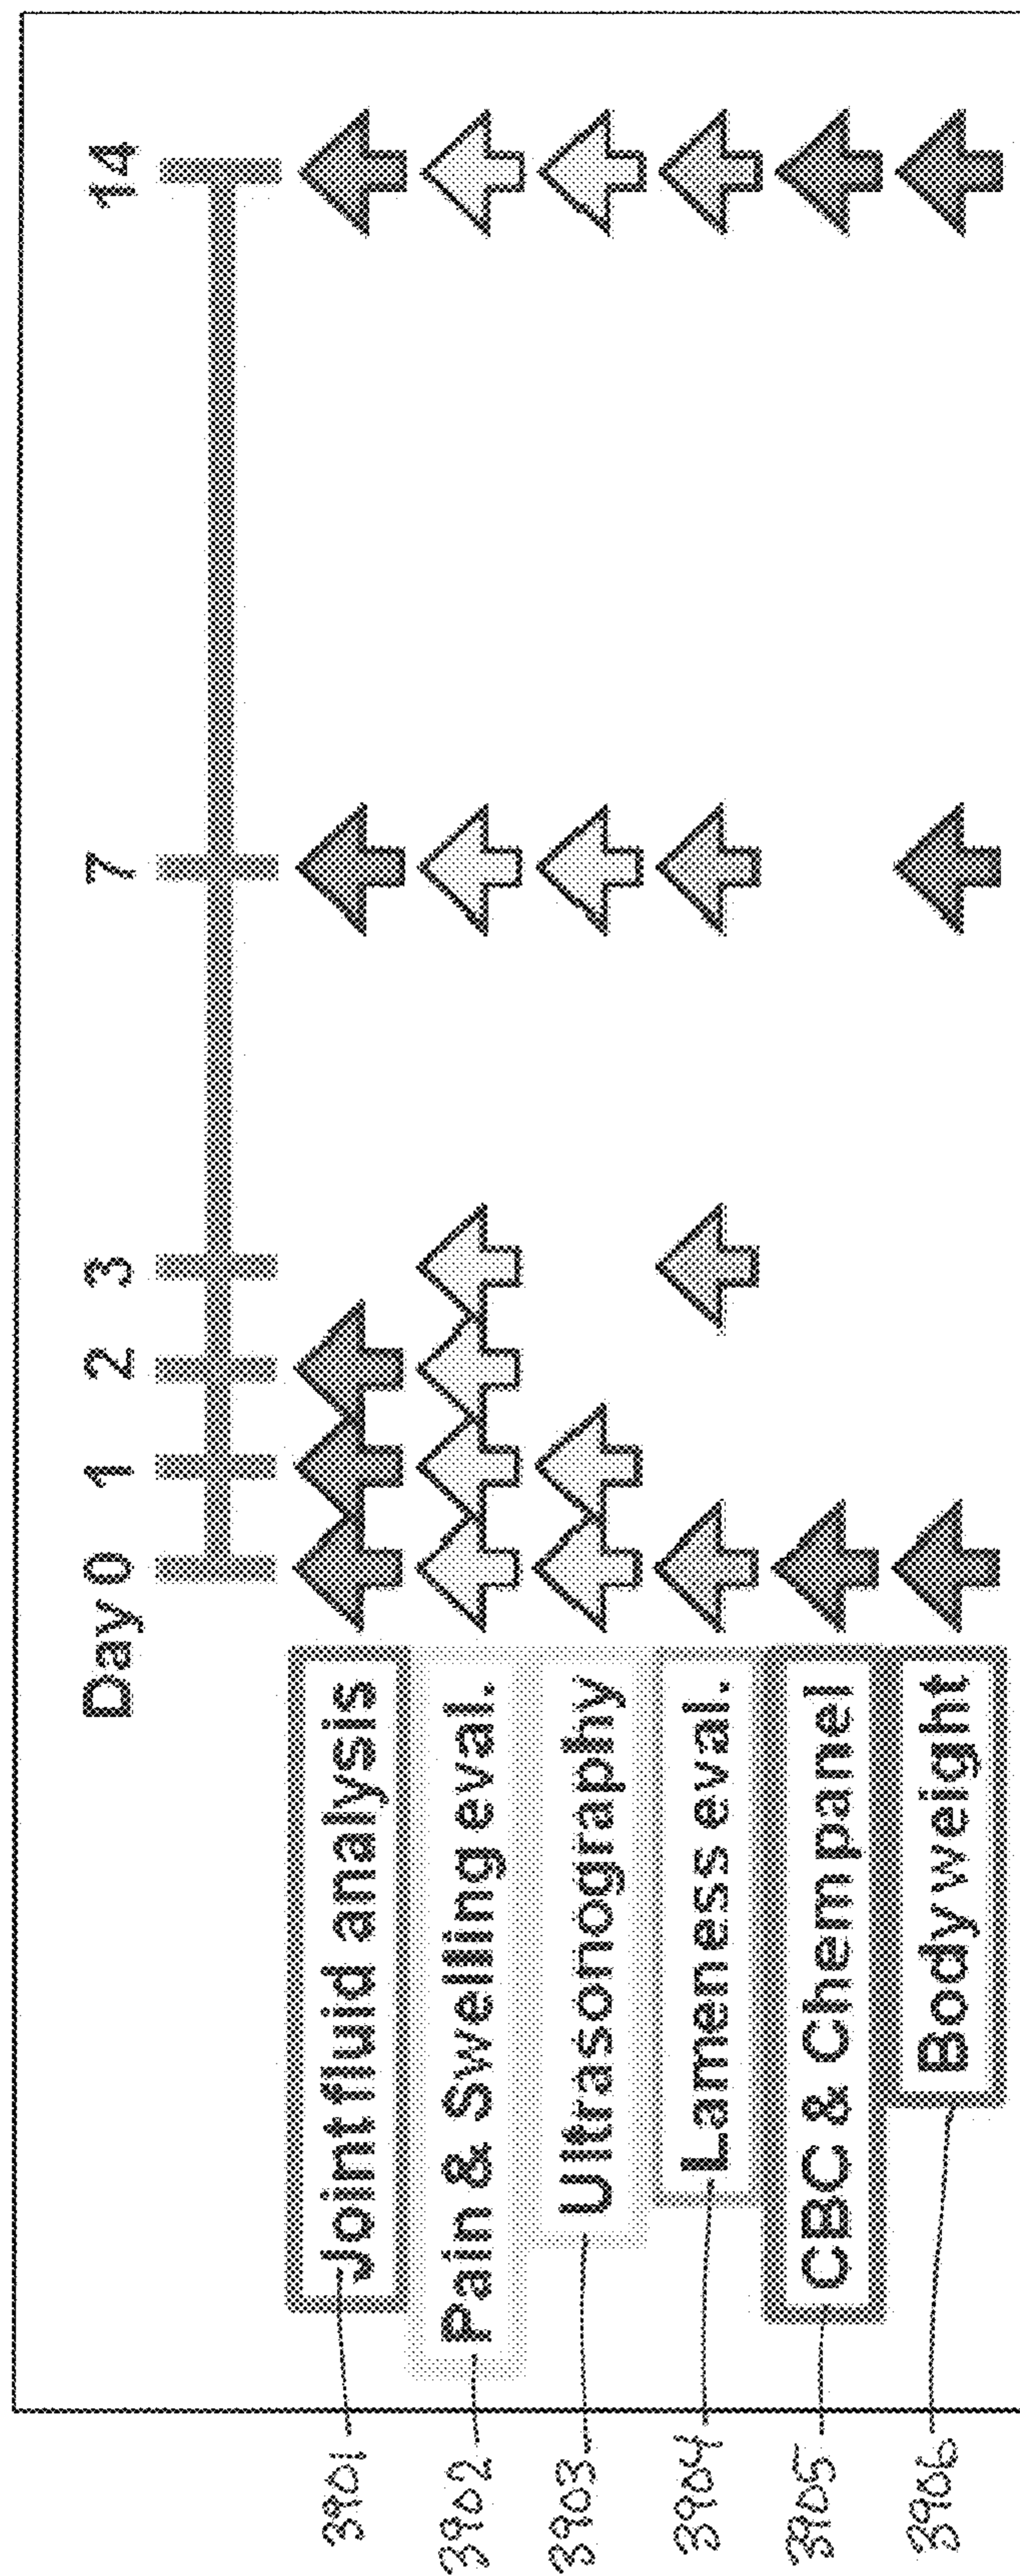 Day 0 1 2 3 7 14
3901 Joint fluid analysis
3902 Pain & Swelling eval.
3903 Ultrasonography
3904 Lameness eval.
3905 CBC & Chem panel
3906 Body weight